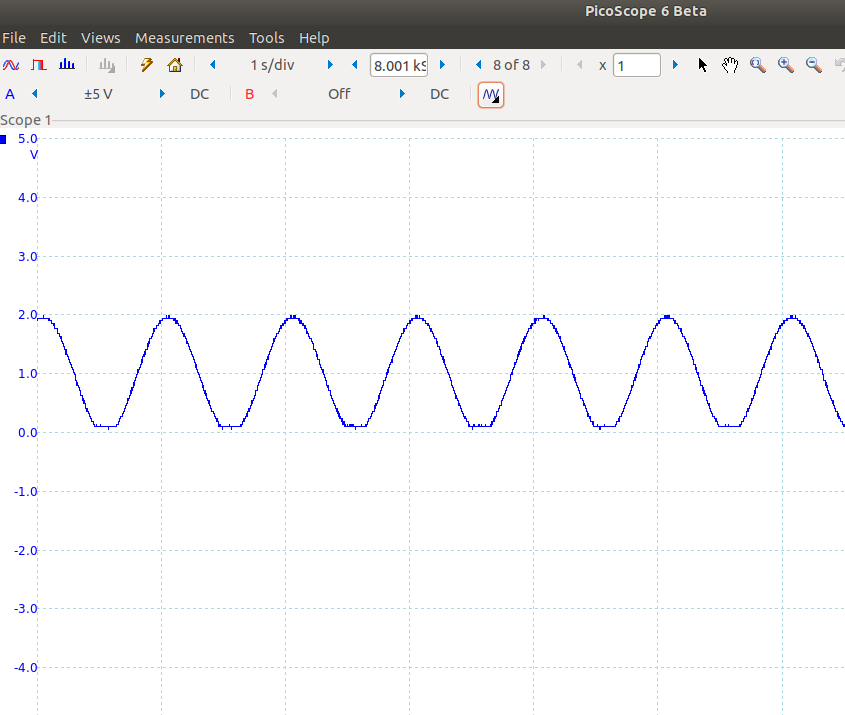 PicoScope 6 Beta
File Edit Views Measurements Tools Help
1 s/div 8.001 kS 8 of 8 x 1
A ±5 V DC B Off DC
Scope 1
5.0
V
4.0
3.0
2.0
1.0
0.0
-1.0
-2.0
-3.0
-4.0